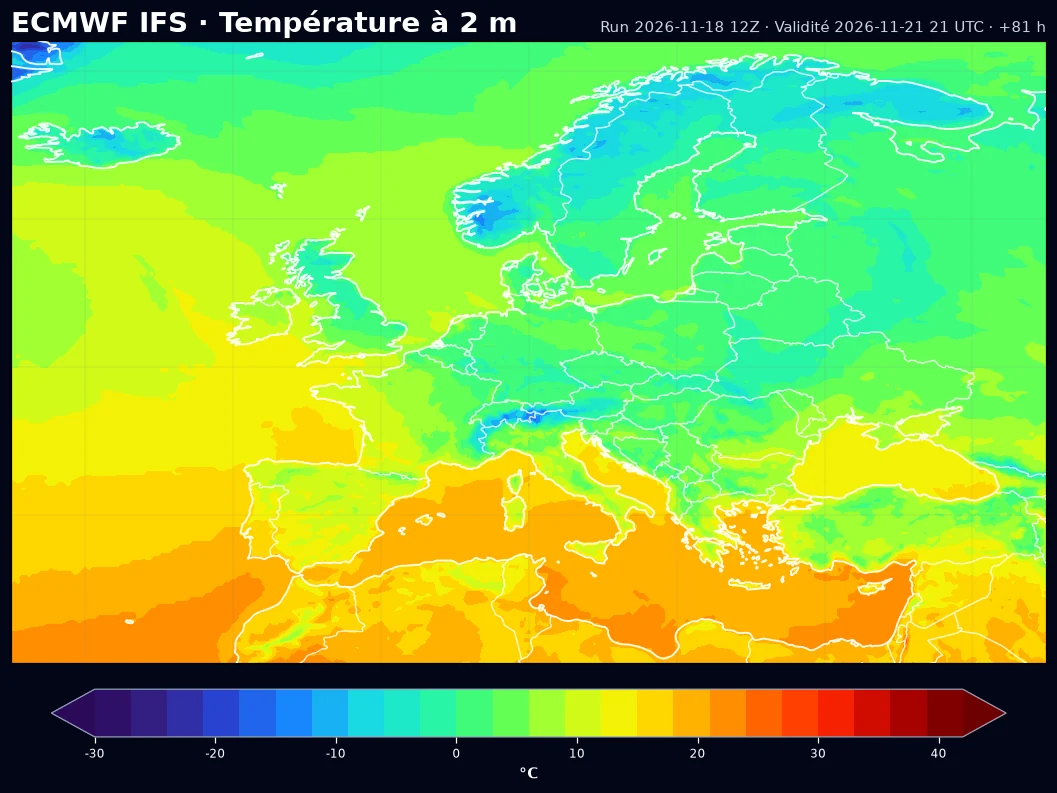 ECMWF IFS · Température à 2 m
Run 2026-11-18 12Z · Validité 2026-11-21 21 UTC · +81 h
-30 -20 -10 0 10 20 30 40
°C